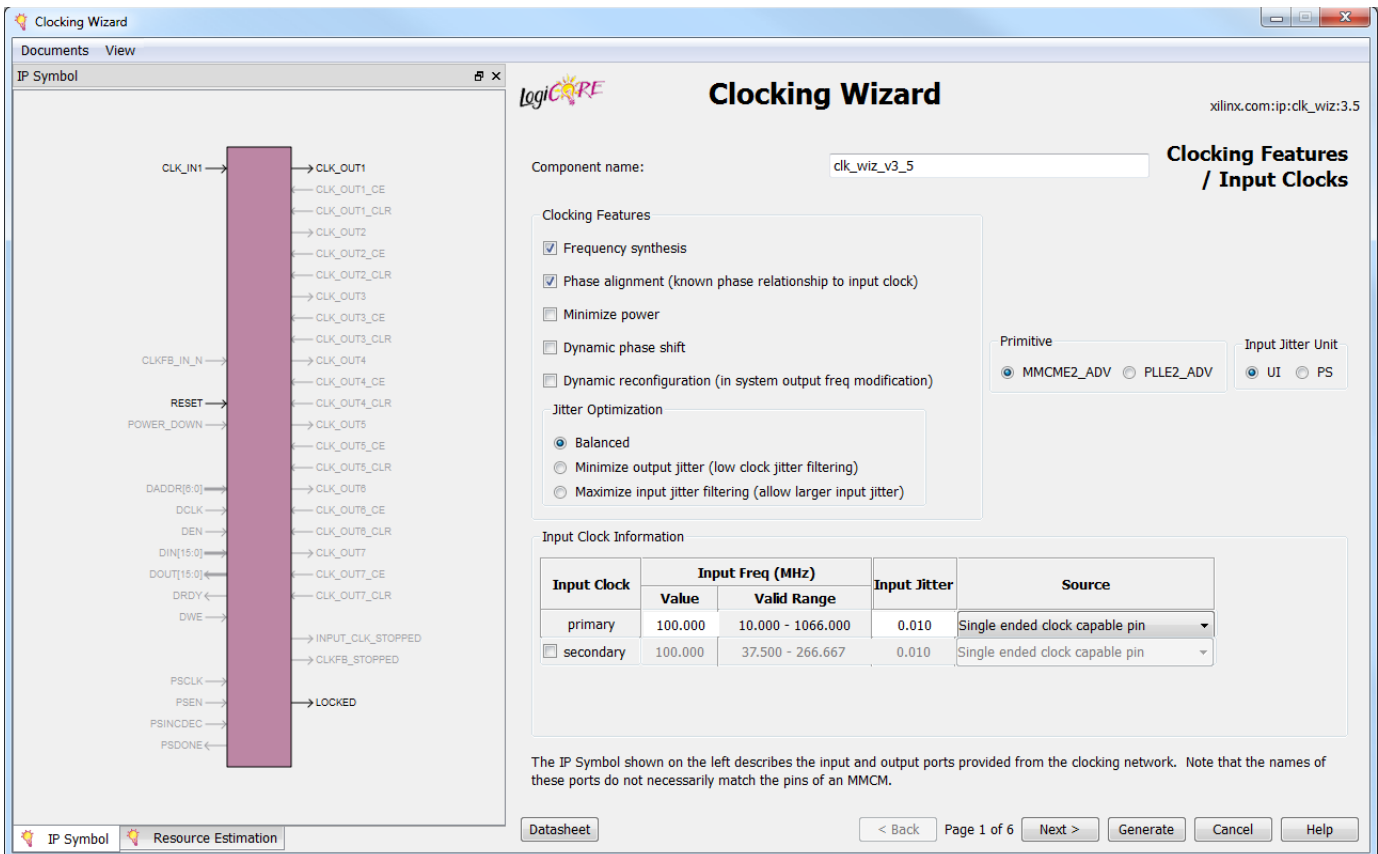 Clocking Wizard
Documents View
IP Symbol
CLK_IN1
CLKFB_IN_N
RESET
POWER_DOWN
DADDR[6:0]
DCLK
DEN
DIN[15:0]
DOUT[15:0]
DRDY
DWE
PSCLK
PSEN
PSINCDEC
PSDONE
CLK_OUT1
CLK_OUT1_CE
CLK_OUT1_CLR
CLK_OUT2
CLK_OUT2_CE
CLK_OUT2_CLR
CLK_OUT3
CLK_OUT3_CE
CLK_OUT3_CLR
CLK_OUT4
CLK_OUT4_CE
CLK_OUT4_CLR
CLK_OUT5
CLK_OUT5_CE
CLK_OUT5_CLR
CLK_OUT6
CLK_OUT6_CE
CLK_OUT6_CLR
CLK_OUT7
CLK_OUT7_CE
CLK_OUT7_CLR
INPUT_CLK_STOPPED
CLKFB_STOPPED
LOCKED
IP Symbol Resource Estimation
LogiCORE
Clocking Wizard
xilinx.com:ip:clk_wiz:3.5
Component name: clk_wiz_v3_5
Clocking Features
/ Input Clocks
Clocking Features
Frequency synthesis
Phase alignment (known phase relationship to input clock)
Minimize power
Dynamic phase shift
Dynamic reconfiguration (in system output freq modification)
Jitter Optimization
Balanced
Minimize output jitter (low clock jitter filtering)
Maximize input jitter filtering (allow larger input jitter)
Primitive
MMCME2_ADV PLLE2_ADV
Input Jitter Unit
UI PS
Input Clock Information
Input Clock Input Freq (MHz) Input Jitter Source
Value Valid Range
primary 100.000 10.000 - 1066.000 0.010 Single ended clock capable pin
secondary 100.000 37.500 - 266.667 0.010 Single ended clock capable pin
The IP Symbol shown on the left describes the input and output ports provided from the clocking network. Note that the names of
these ports do not necessarily match the pins of an MMCM.
Datasheet < Back Page 1 of 6 Next > Generate Cancel Help